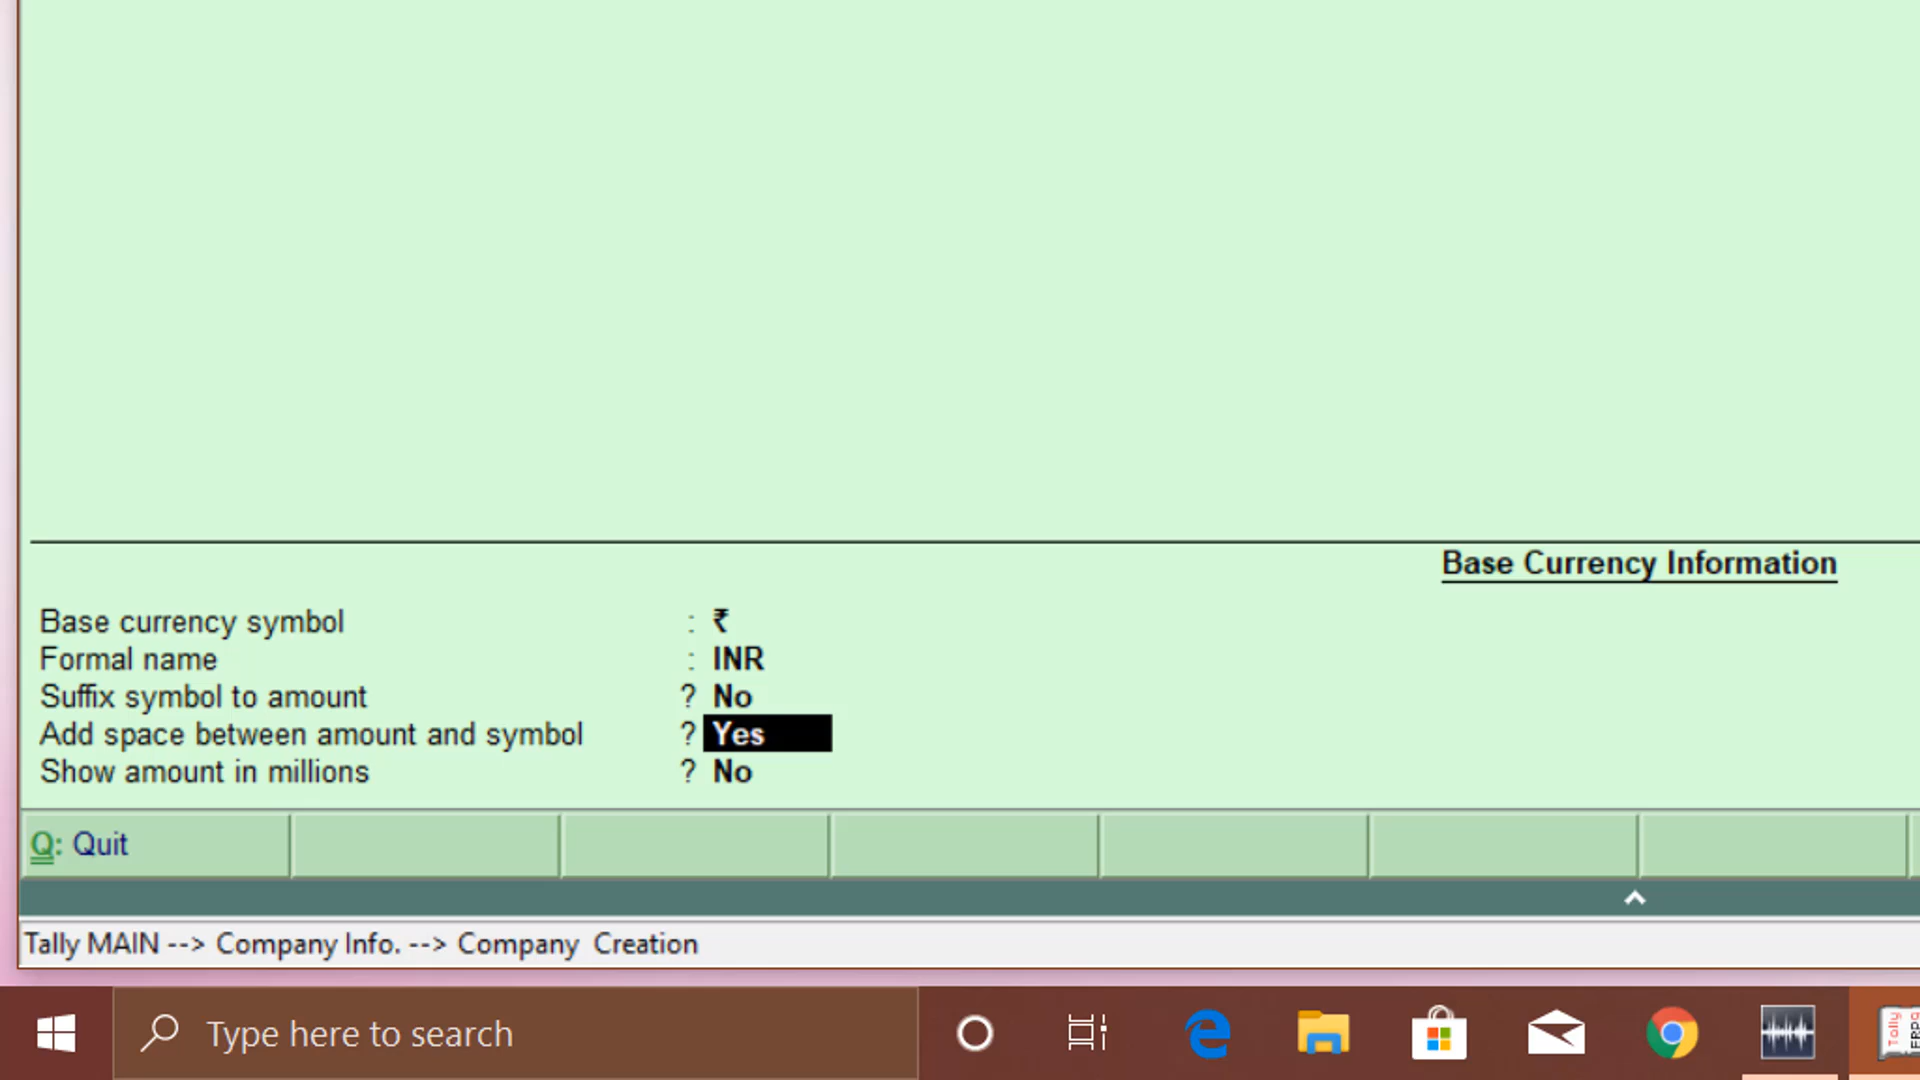 Base Currency Information
Base currency symbol : ₹
Formal name : INR
Suffix symbol to amount ? No
Add space between amount and symbol ? Yes
Show amount in millions ? No
Q: Quit
Tally MAIN --> Company Info. --> Company Creation
Type here to search
Tally